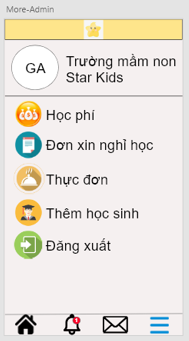 More-Admin
GA
Trường mầm non
Star Kids
Học phí
Đơn xin nghỉ học
Thực đơn
Thêm học sinh
Đăng xuất
1